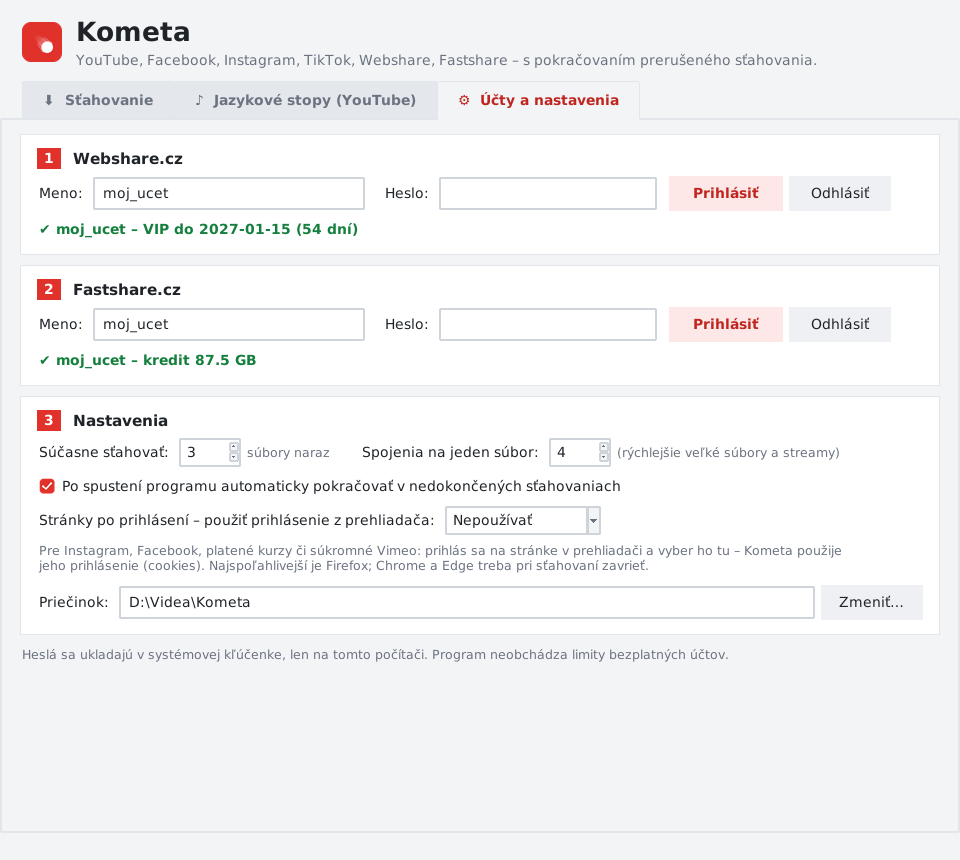 Kometa
YouTube, Facebook, Instagram, TikTok, Webshare, Fastshare – s pokračovaním prerušeného sťahovania.
⬇ Sťahovanie ♪ Jazykové stopy (YouTube) ⚙ Účty a nastavenia
1 Webshare.cz
Meno: moj_ucet Heslo: Prihlásiť Odhlásiť
✔ moj_ucet – VIP do 2027-01-15 (54 dní)
2 Fastshare.cz
Meno: moj_ucet Heslo: Prihlásiť Odhlásiť
✔ moj_ucet – kredit 87.5 GB
3 Nastavenia
Súčasne sťahovať: 3 súbory naraz Spojenia na jeden súbor: 4 (rýchlejšie veľké súbory a streamy)
Po spustení programu automaticky pokračovať v nedokončených sťahovaniach
Stránky po prihlásení – použiť prihlásenie z prehliadača: Nepoužívať
Pre Instagram, Facebook, platené kurzy či súkromné Vimeo: prihlás sa na stránke v prehliadači a vyber ho tu – Kometa použije
jeho prihlásenie (cookies). Najspoľahlivejší je Firefox; Chrome a Edge treba pri sťahovaní zavrieť.
Priečinok: D:\Videa\Kometa Zmeniť...
Heslá sa ukladajú v systémovej kľúčenke, len na tomto počítači. Program neobchádza limity bezplatných účtov.